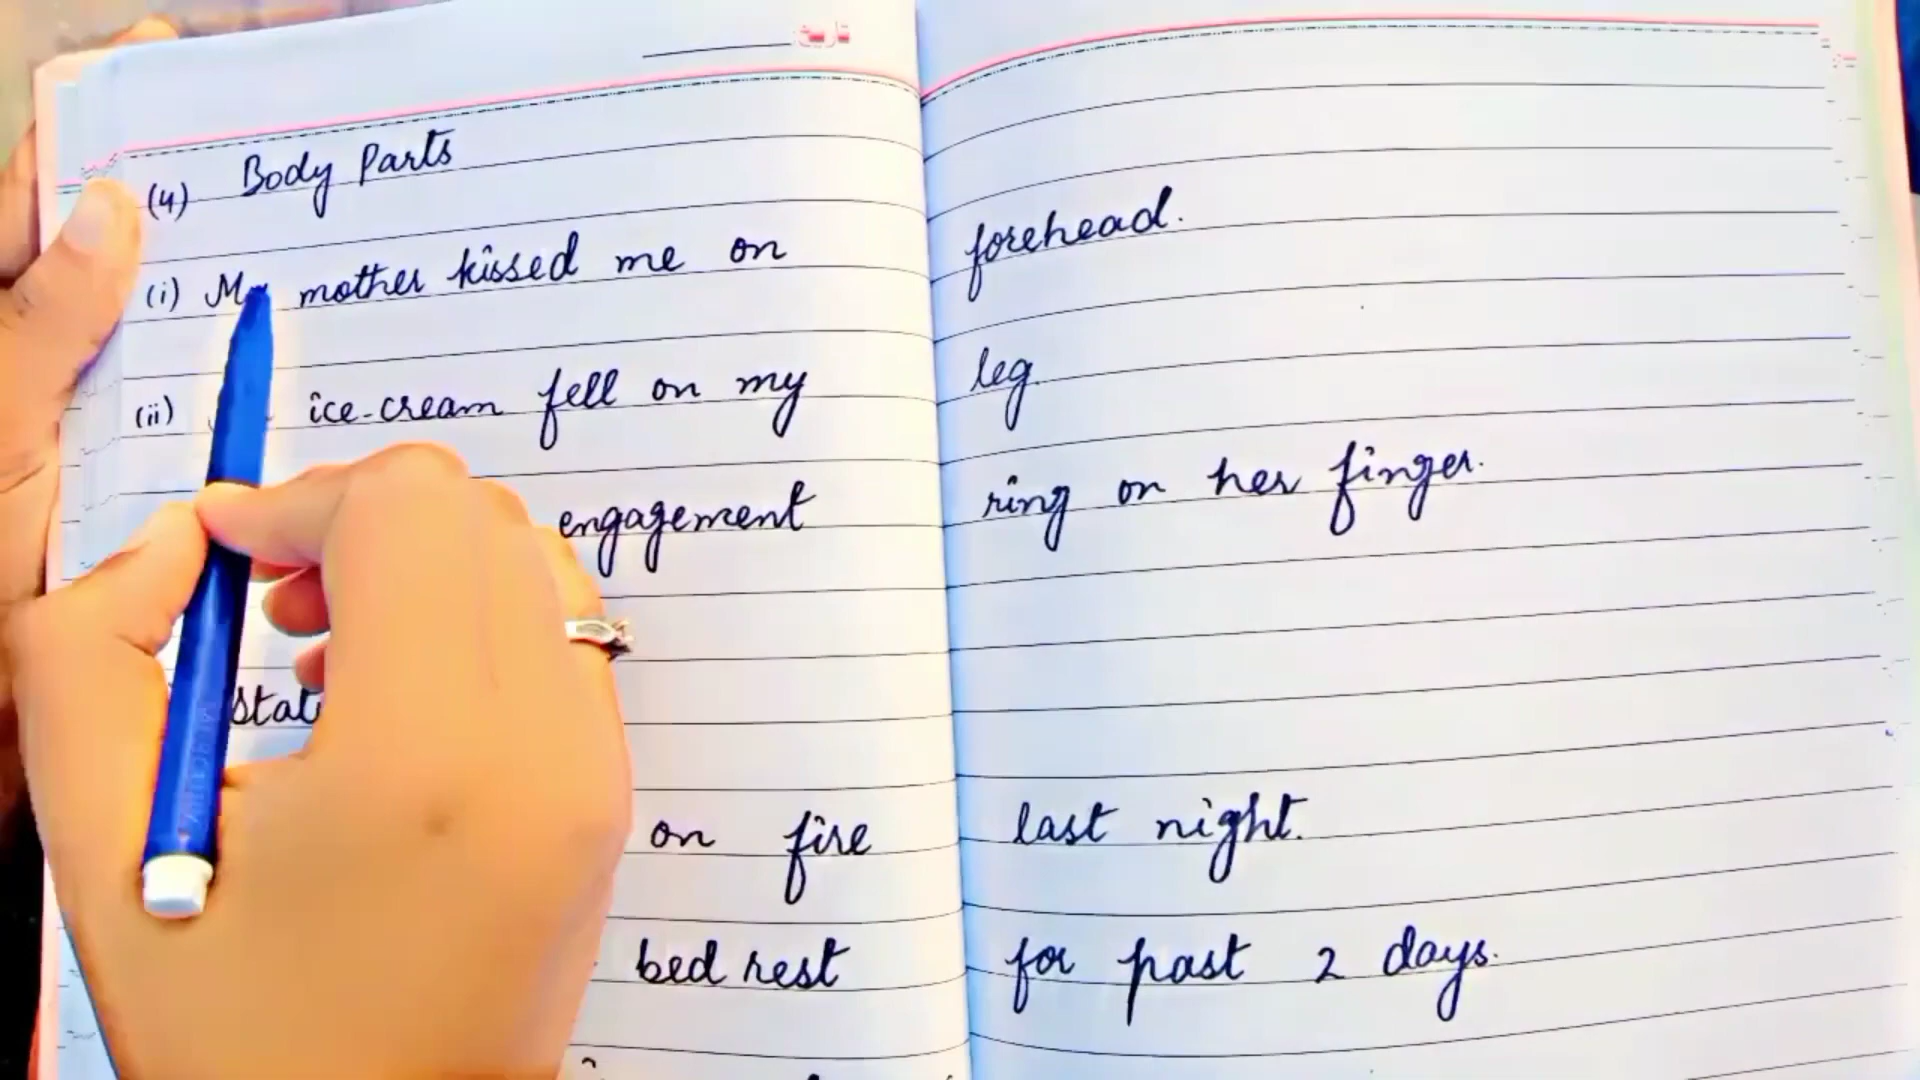 (4) Body Parts
(i) My mother kissed me on forehead.
(ii) ice-cream fell on my leg.
engagement ring on her finger.
on fire last night.
bed rest for past 2 days.